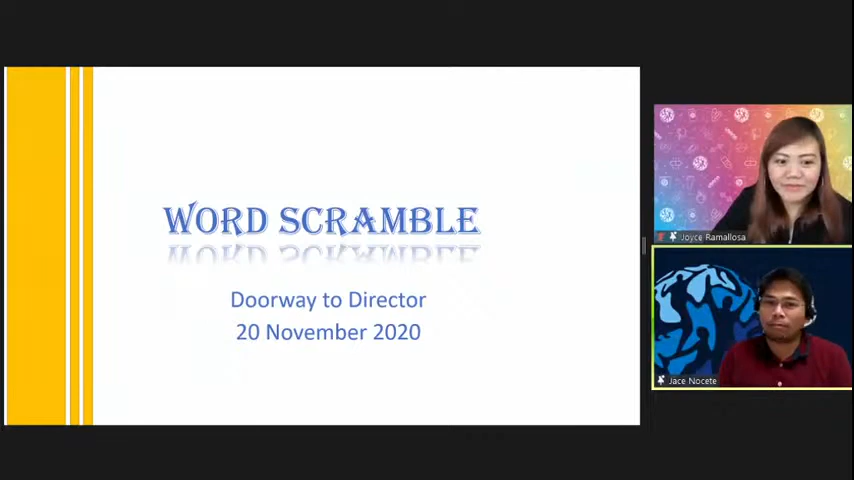 WORD SCRAMBLE
Doorway to Director
20 November 2020
Joyce Ramallosa
Jace Nocete